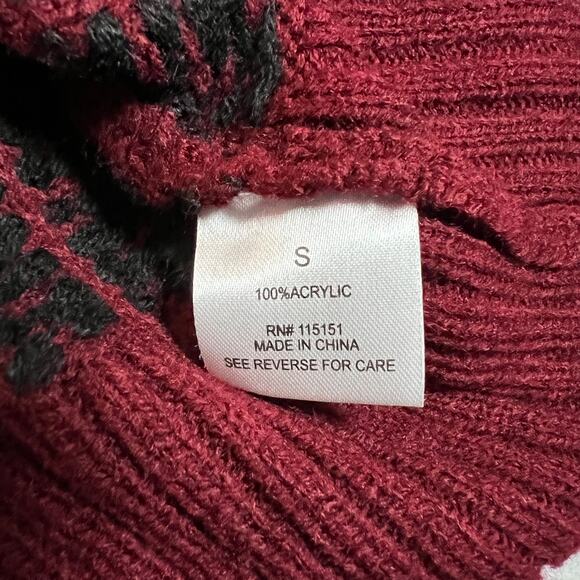 S
100%ACRYLIC
RN# 115151
MADE IN CHINA
SEE REVERSE FOR CARE